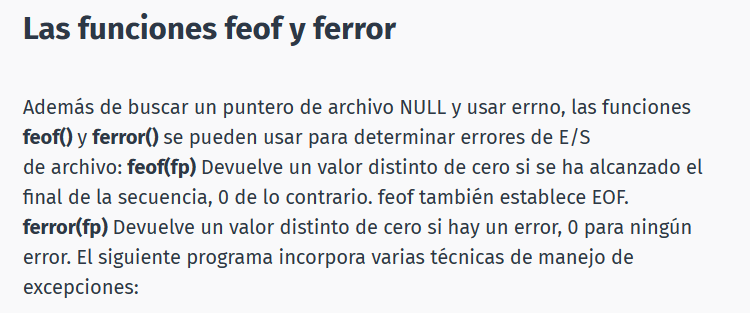 Las funciones feof y ferror
Además de buscar un puntero de archivo NULL y usar errno, las funciones
feof() y ferror() se pueden usar para determinar errores de E/S
de archivo: feof(fp) Devuelve un valor distinto de cero si se ha alcanzado el
final de la secuencia, 0 de lo contrario. feof también establece EOF.
ferror(fp) Devuelve un valor distinto de cero si hay un error, 0 para ningún
error. El siguiente programa incorpora varias técnicas de manejo de
excepciones: